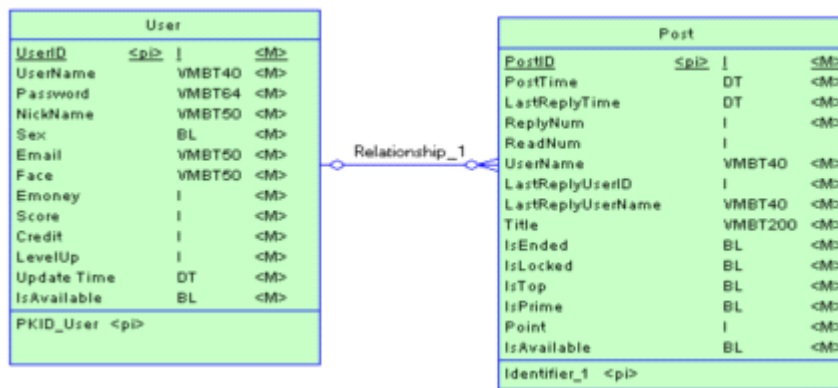 User
UserID <pi> I <M>
UserName VMBT40 <M>
Password VMBT64 <M>
NickName VMBT50 <M>
Sex BL <M>
Email VMBT50 <M>
Face VMBT50 <M>
Emoney I <M>
Score I <M>
Credit I <M>
LevelUp I <M>
Update Time DT <M>
IsAvailable BL <M>
PKID_User <pi>
Relationship_1
Post
PostID <pi> I <M>
PostTime DT <M>
LastReplyTime DT <M>
ReplyNum I <M>
ReadNum I
UserName VMBT40 <M>
LastReplyUserID I <M>
LastReplyUserName VMBT40 <M>
Title VMBT200 <M>
IsEnded BL <M>
IsLocked BL <M>
IsTop BL <M>
IsPrime BL <M>
Point I <M>
IsAvailable BL <M>
Identifier_1 <pi>